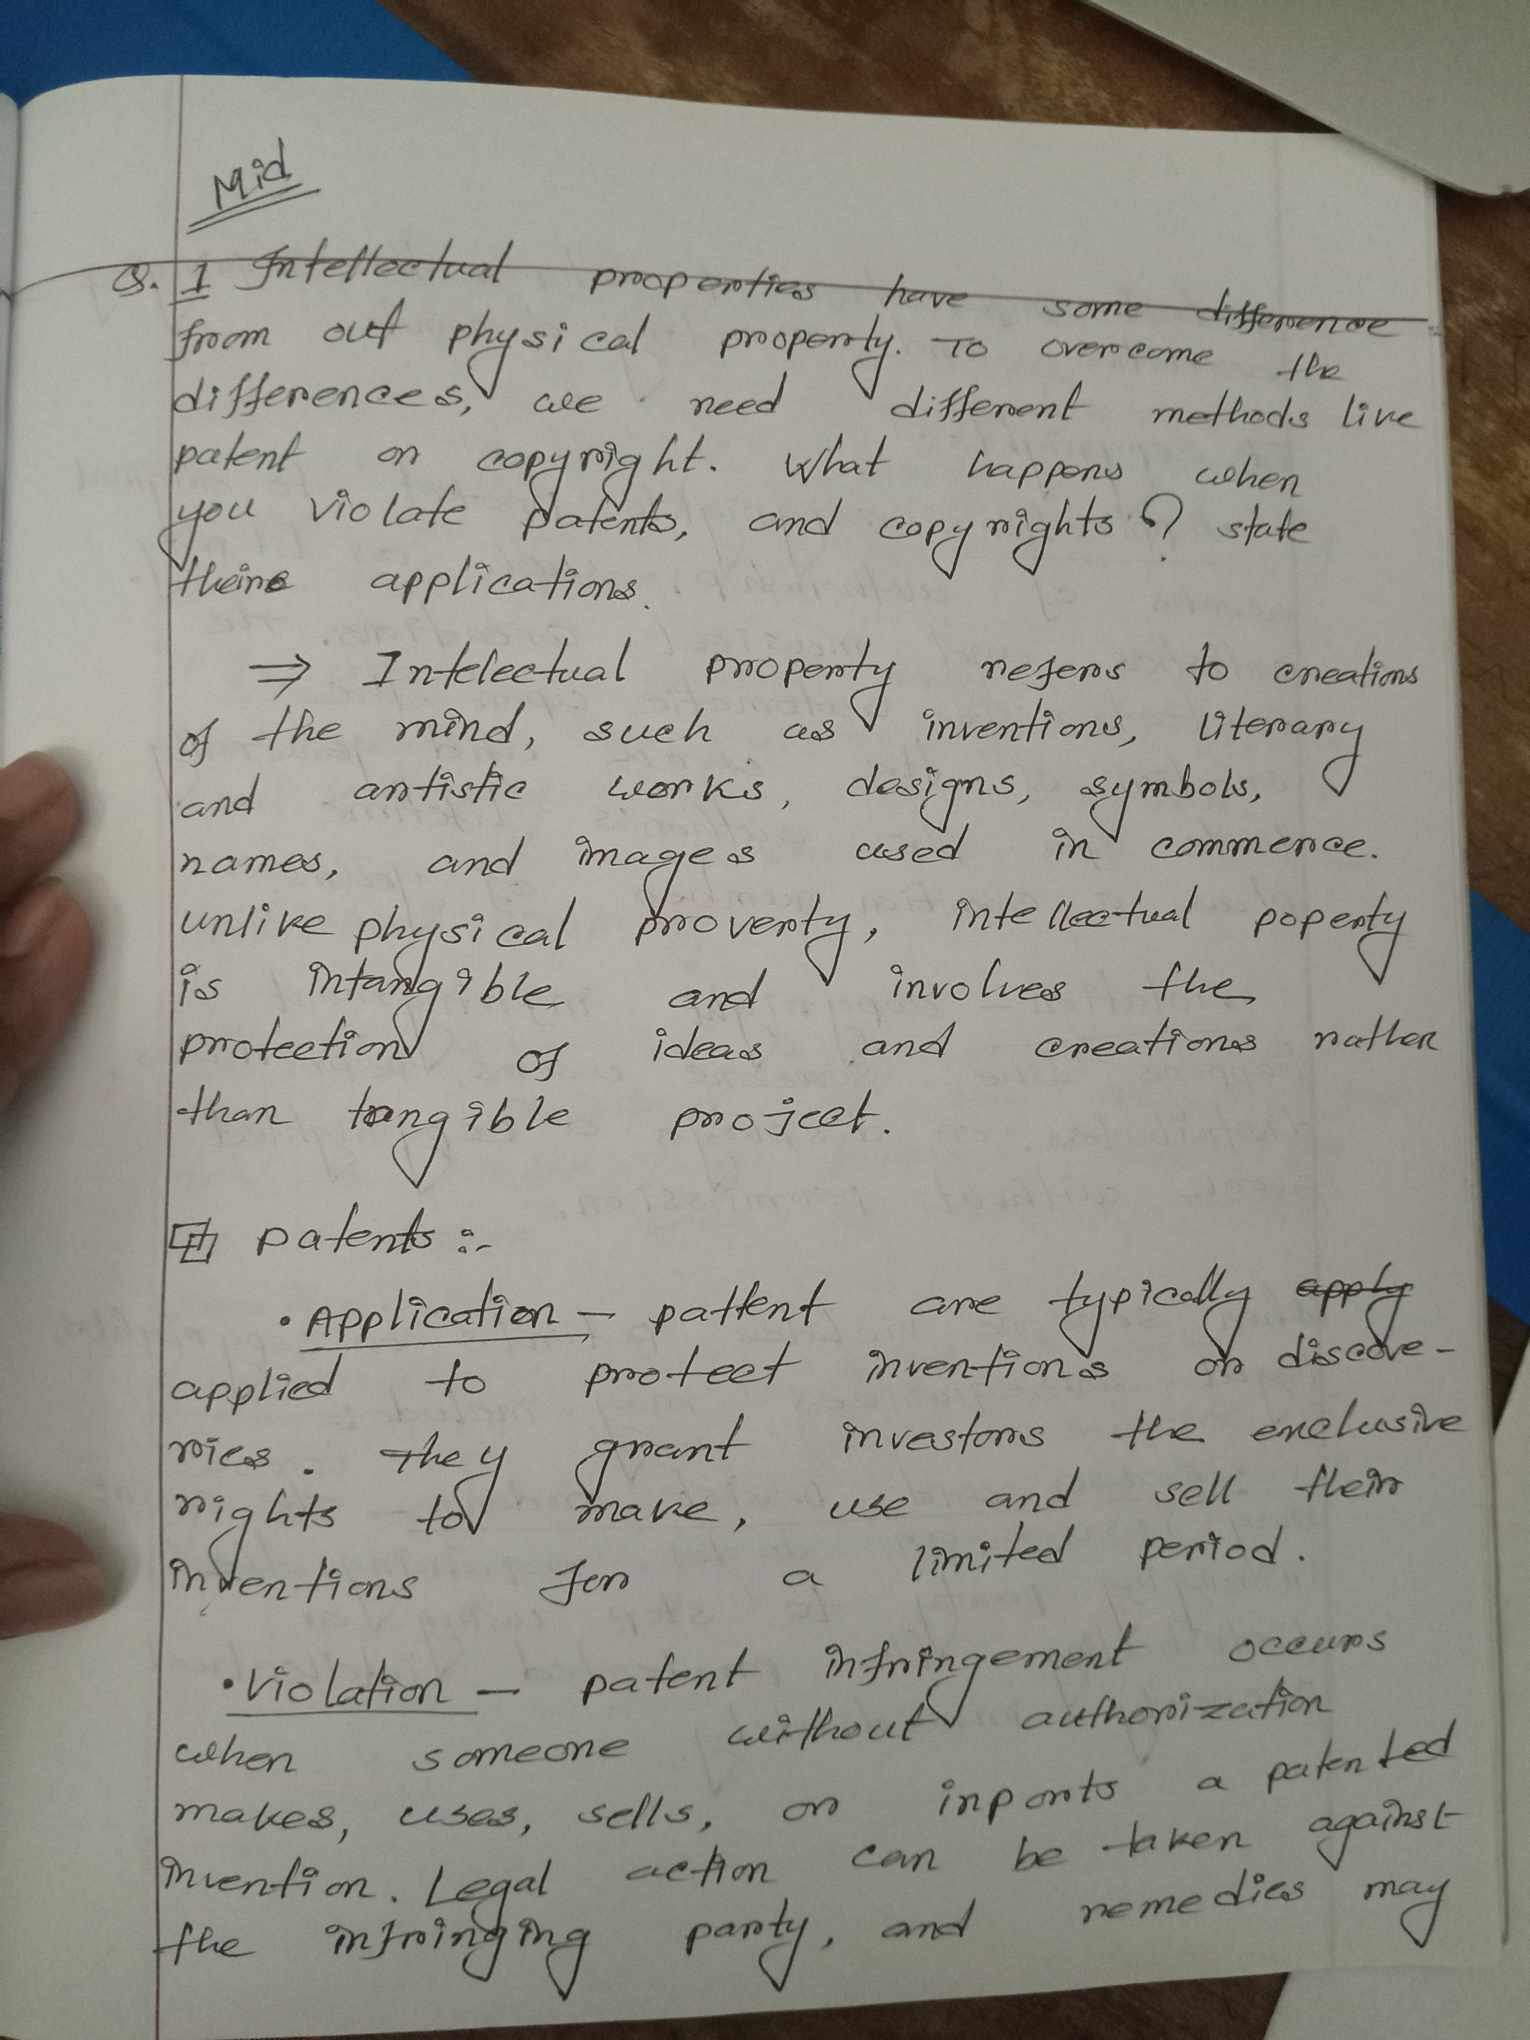 Mid
Q. 1 Intellectual properties have some difference
from out physical property. To overcome the
differences, we need different methods like
patent or copyright. What happens when
you violate patents, and copyrights? state
theire applications.
⇒ Intelectual property refers to creations
of the mind, such as inventions, literary
and artistic works, designs, symbols,
names, and images used in commerce.
unlike physical proverty, intellectual poperty
is intangible and involves the
protection of ideas and creations rather
than tangible project.
patents :-
• Application – pattent are typically apply
applied to protect inventions or discove-
ries. They grant investors the exclusive
rights to make, use and sell their
inventions for a limited period.
• Violation – patent infringement occurs
when someone without authorization
makes, uses, sells, or inports a patented
invention. Legal action can be taken against
the infringing party, and remedies may